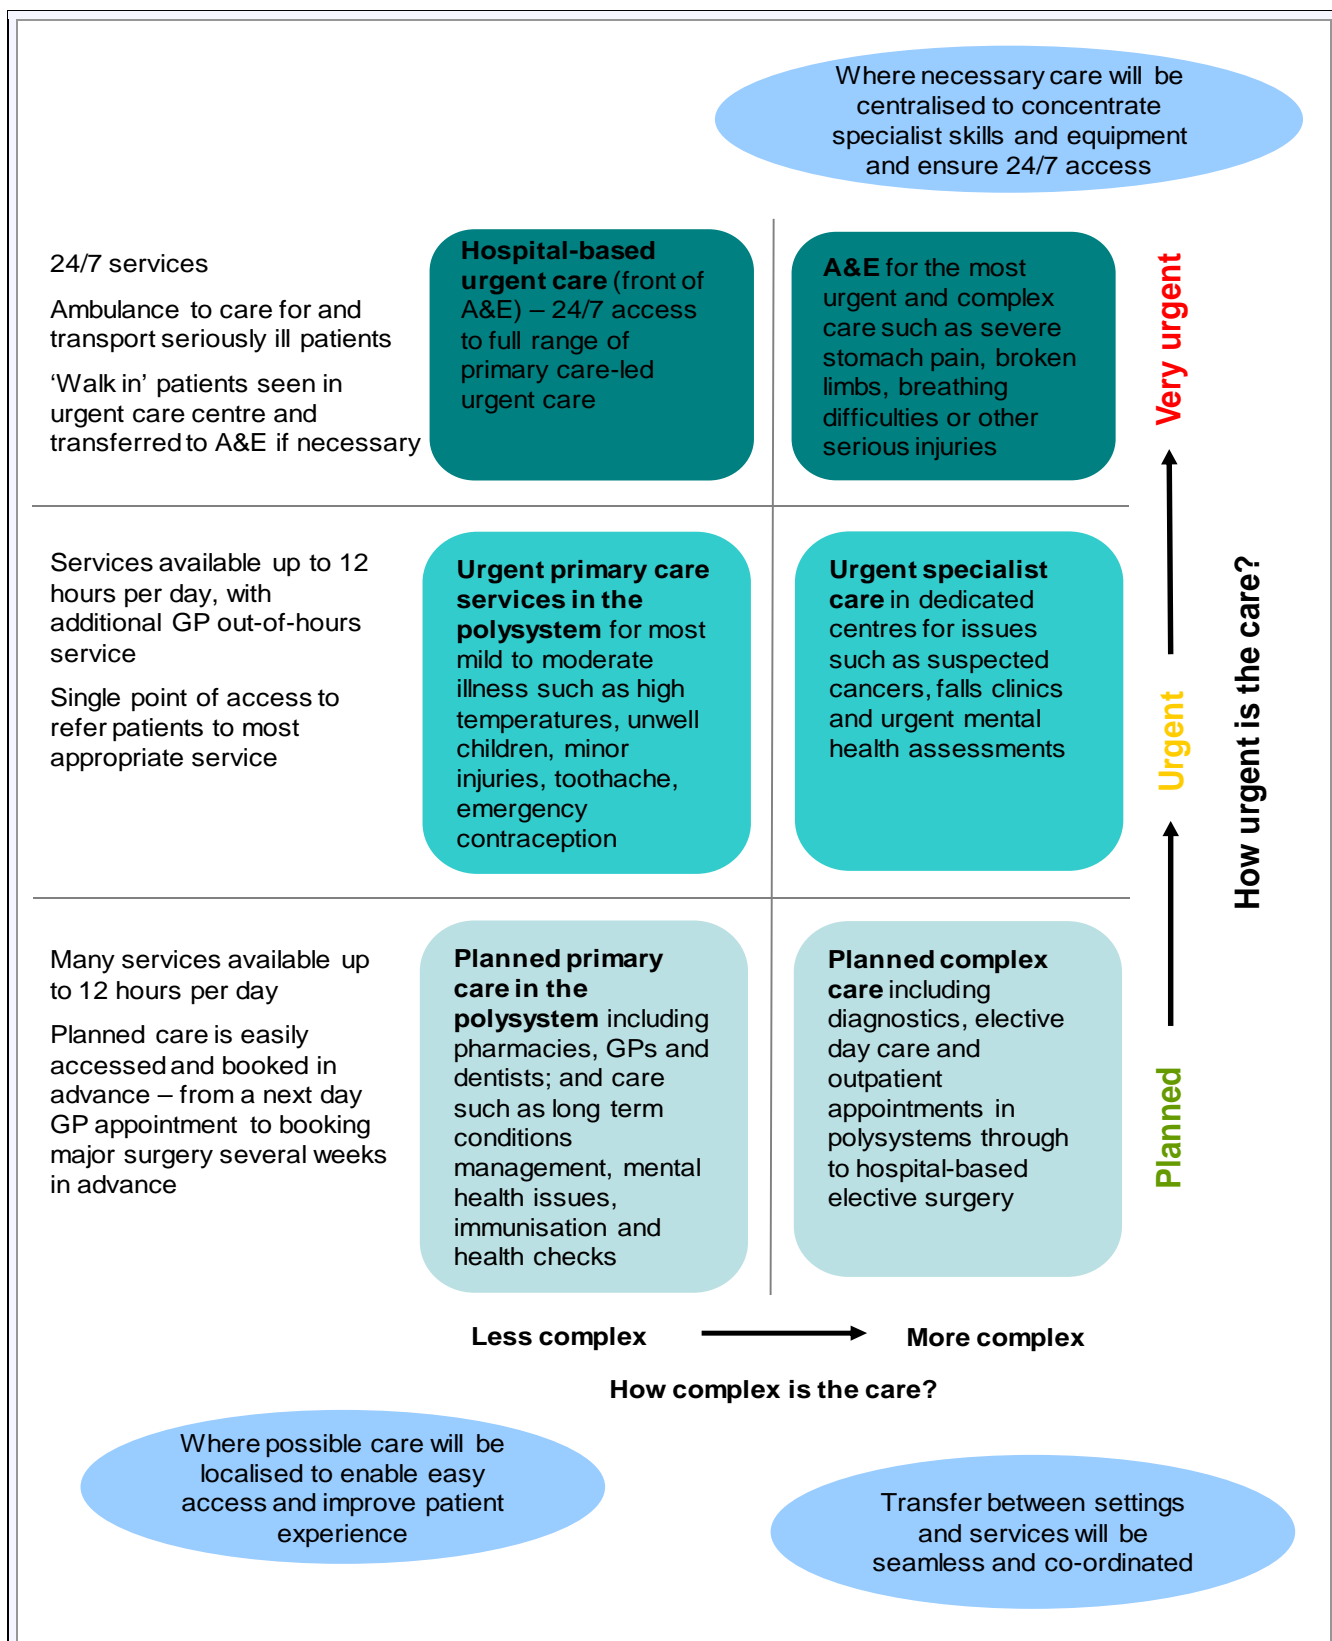 Where necessary care will be
centralised to concentrate
specialist skills and equipment
and ensure 24/7 access
24/7 services
Ambulance to care for and
transport seriously ill patients
‘Walk in’ patients seen in
urgent care centre and
transferred to A&E if necessary
Hospital-based
urgent care (front of
A&E) – 24/7 access
to full range of
primary care-led
urgent care
A&E for the most
urgent and complex
care such as severe
stomach pain, broken
limbs, breathing
difficulties or other
serious injuries
Very urgent
Services available up to 12
hours per day, with
additional GP out-of-hours
service
Single point of access to
refer patients to most
appropriate service
Urgent primary care
services in the
polysystem for most
mild to moderate
illness such as high
temperatures, unwell
children, minor
injuries, toothache,
emergency
contraception
Urgent specialist
care in dedicated
centres for issues
such as suspected
cancers, falls clinics
and urgent mental
health assessments
Urgent
How urgent is the care?
Many services available up
to 12 hours per day
Planned care is easily
accessed and booked in
advance – from a next day
GP appointment to booking
major surgery several weeks
in advance
Planned primary
care in the
polysystem including
pharmacies, GPs and
dentists; and care
such as long term
conditions
management, mental
health issues,
immunisation and
health checks
Planned complex
care including
diagnostics, elective
day care and
outpatient
appointments in
polysystems through
to hospital-based
elective surgery
Planned
Less complex
More complex
How complex is the care?
Where possible care will be
localised to enable easy
access and improve patient
experience
Transfer between settings
and services will be
seamless and co-ordinated